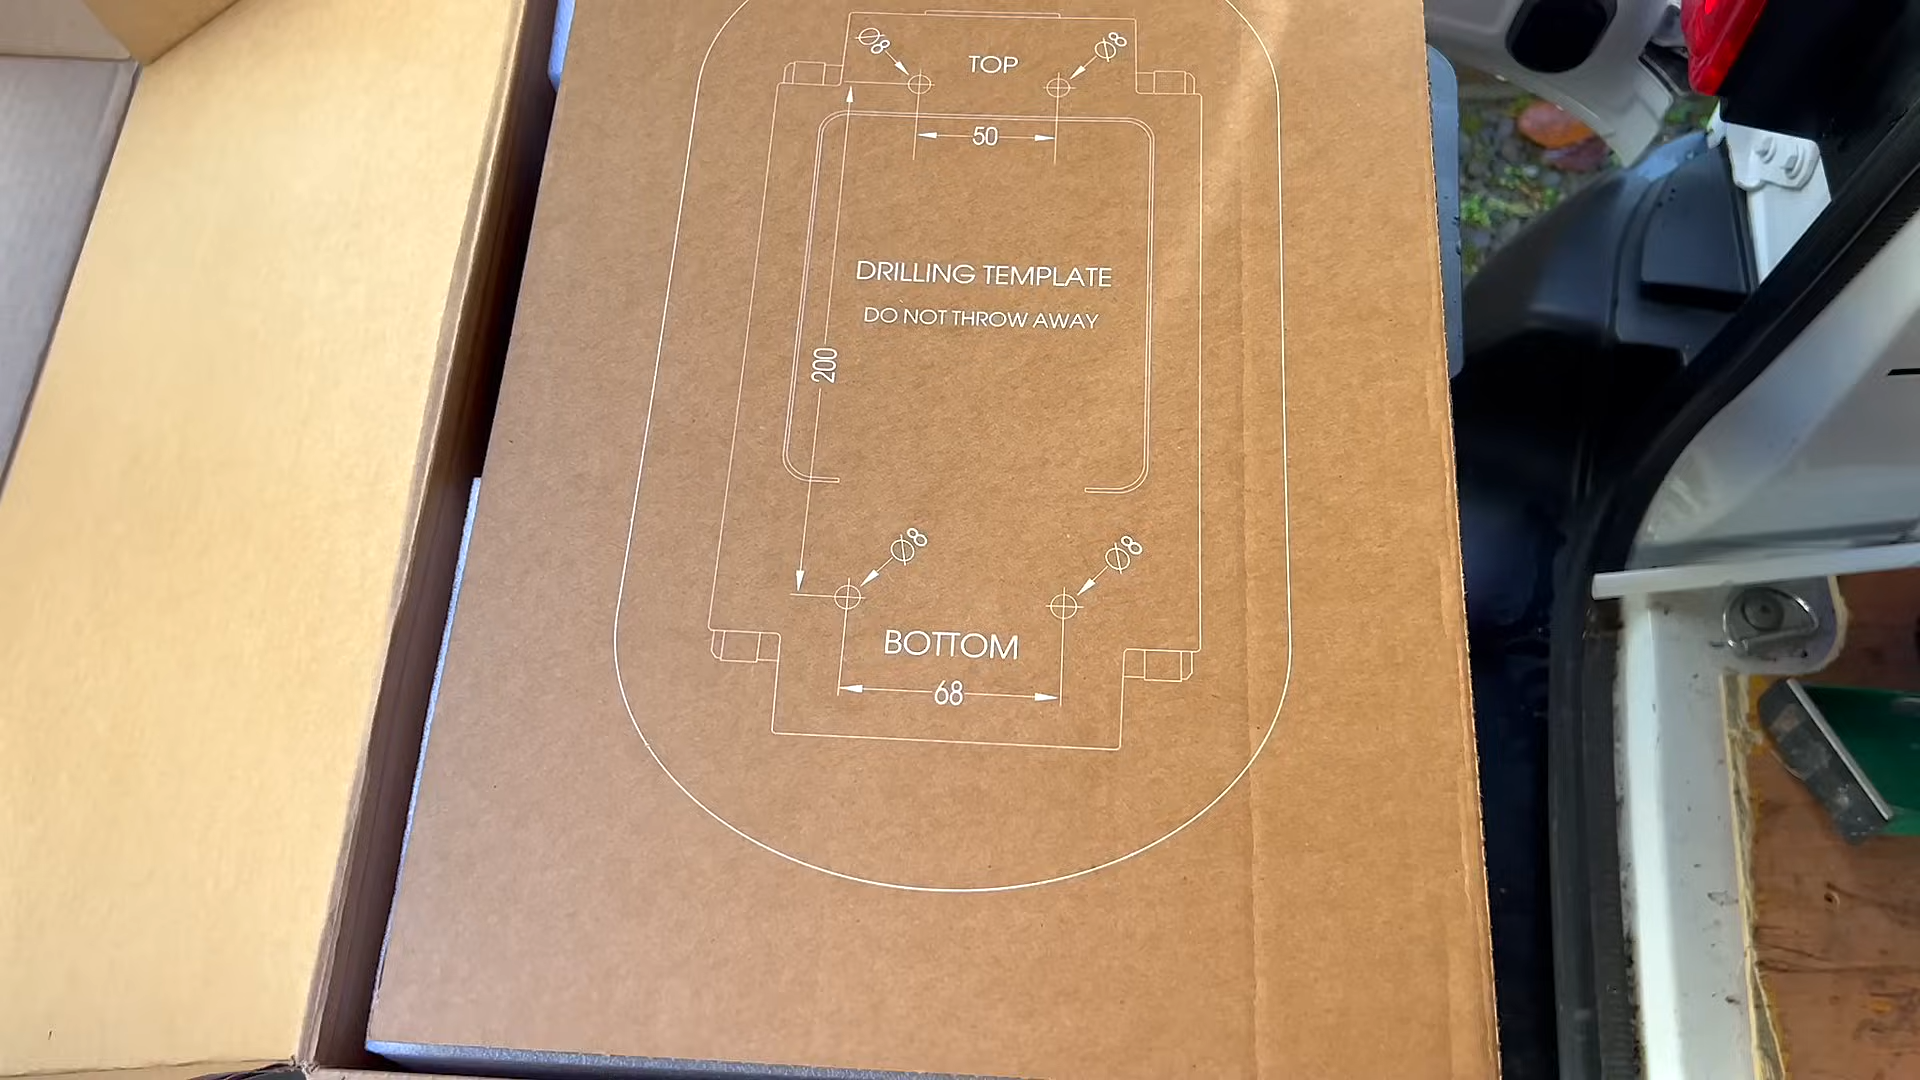 Ø8
Ø8
TOP
50
DRILLING TEMPLATE
DO NOT THROW AWAY
200
Ø8
Ø8
BOTTOM
68